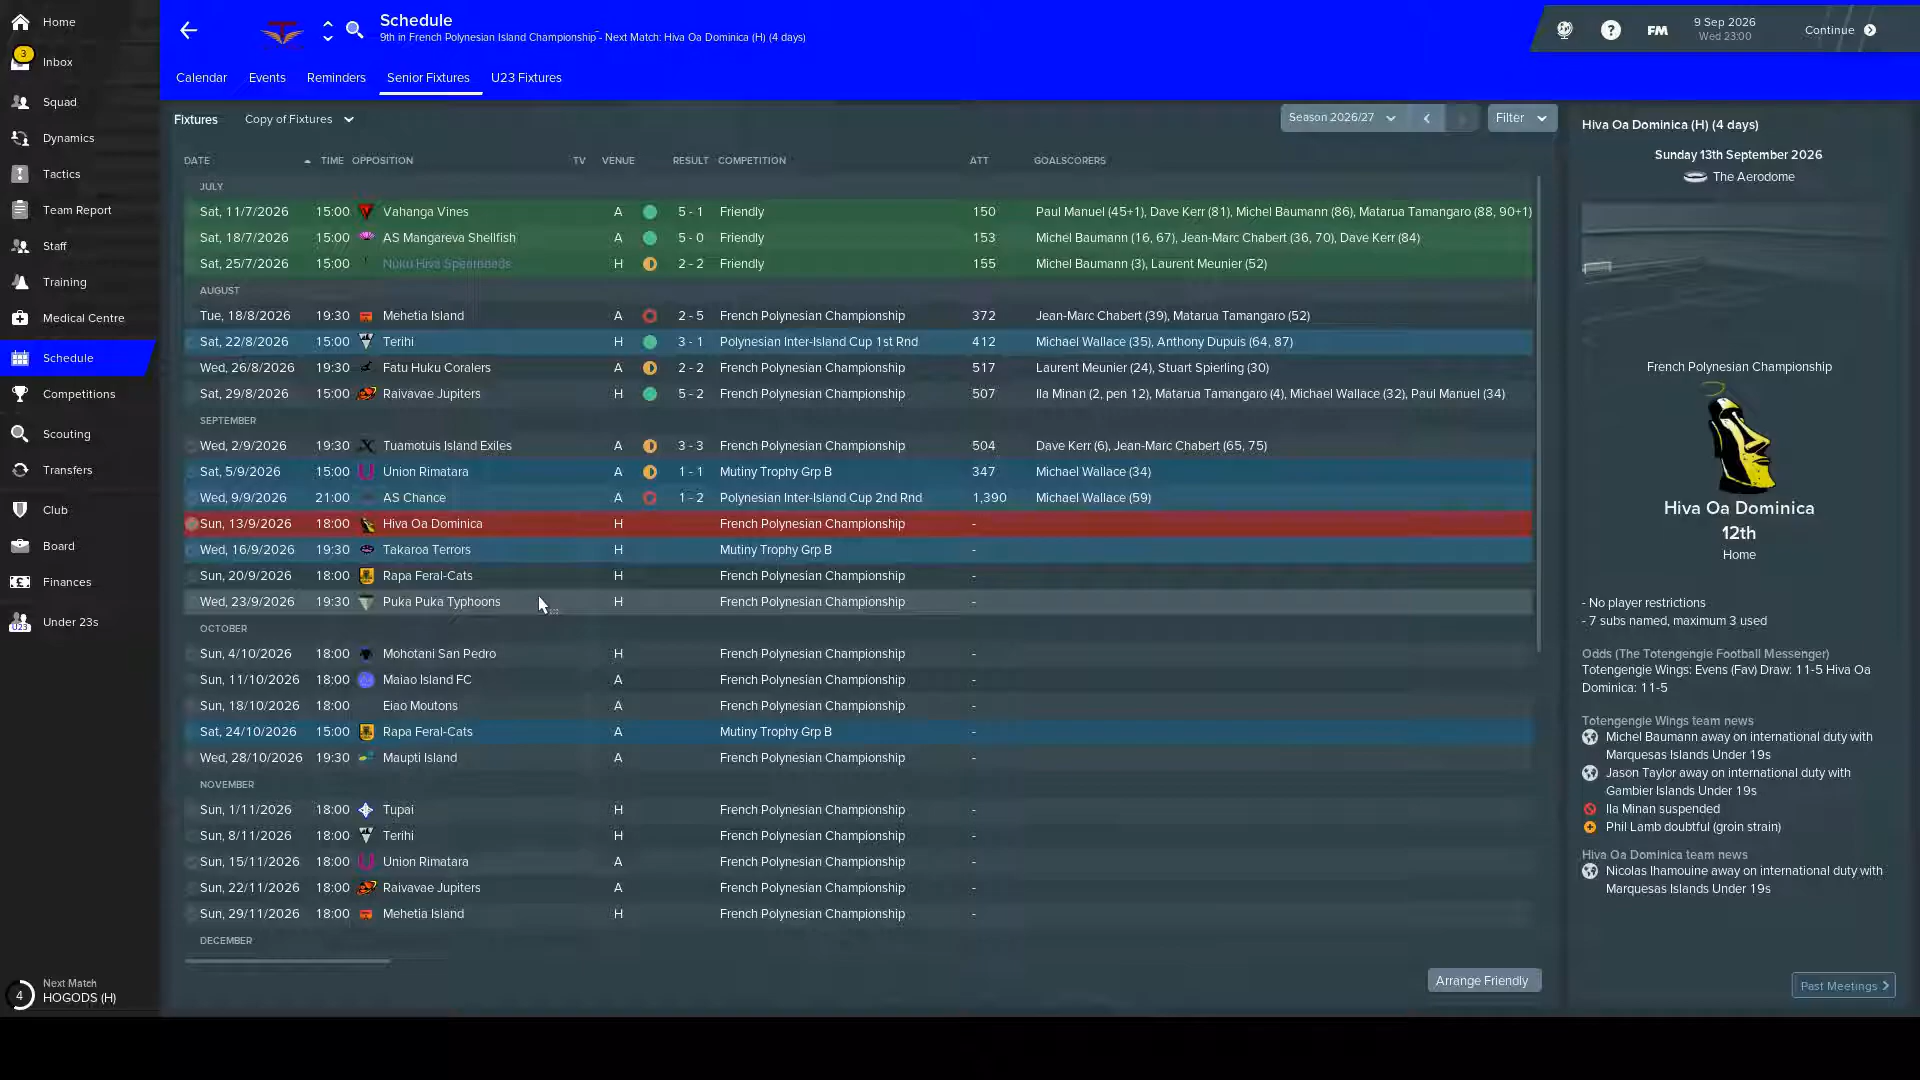 Home
3
Inbox
Squad
Dynamics
Tactics
Team Report
Staff
Training
Medical Centre
Schedule
Competitions
Scouting
Transfers
Club
Board
Finances
U23
Under 23s
4
Next Match
HOGODS (H)
Schedule
9th in French Polynesian Island Championship - Next Match: Hiva Oa Dominica (H) (4 days)
? FM 9 Sep 2026 Wed 23:00 Continue
Calendar Events Reminders Senior Fixtures U23 Fixtures
Fixtures Copy of Fixtures Season 2026/27 Filter
DATE TIME OPPOSITION TV VENUE RESULT COMPETITION ATT GOALSCORERS
JULY
Sat, 11/7/2026 15:00 Vahanga Vines A 5 - 1 Friendly 150 Paul Manuel (45+1), Dave Kerr (81), Michel Baumann (86), Matarua Tamangaro (88, 90+1)
Sat, 18/7/2026 15:00 AS Mangareva Shellfish A 5 - 0 Friendly 153 Michel Baumann (16, 67), Jean-Marc Chabert (36, 70), Dave Kerr (84)
Sat, 25/7/2026 15:00 Nuku Hiva Spearheads H 2 - 2 Friendly 155 Michel Baumann (3), Laurent Meunier (52)
AUGUST
Tue, 18/8/2026 19:30 Mehetia Island A 2 - 5 French Polynesian Championship 372 Jean-Marc Chabert (39), Matarua Tamangaro (52)
Sat, 22/8/2026 15:00 Terihi H 3 - 1 Polynesian Inter-Island Cup 1st Rnd 412 Michael Wallace (35), Anthony Dupuis (64, 87)
Wed, 26/8/2026 19:30 Fatu Huku Coralers A 2 - 2 French Polynesian Championship 517 Laurent Meunier (24), Stuart Spierling (30)
Sat, 29/8/2026 15:00 Raivavae Jupiters H 5 - 2 French Polynesian Championship 507 Ila Minan (2, pen 12), Matarua Tamangaro (4), Michael Wallace (32), Paul Manuel (34)
SEPTEMBER
Wed, 2/9/2026 19:30 Tuamotuis Island Exiles A 3 - 3 French Polynesian Championship 504 Dave Kerr (6), Jean-Marc Chabert (65, 75)
Sat, 5/9/2026 15:00 Union Rimatara A 1 - 1 Mutiny Trophy Grp B 347 Michael Wallace (34)
Wed, 9/9/2026 21:00 AS Chance A 1 - 2 Polynesian Inter-Island Cup 2nd Rnd 1,390 Michael Wallace (59)
Sun, 13/9/2026 18:00 Hiva Oa Dominica H French Polynesian Championship -
Wed, 16/9/2026 19:30 Takaroa Terrors H Mutiny Trophy Grp B -
Sun, 20/9/2026 18:00 Rapa Feral-Cats H French Polynesian Championship -
Wed, 23/9/2026 19:30 Puka Puka Typhoons H French Polynesian Championship -
OCTOBER
Sun, 4/10/2026 18:00 Mohotani San Pedro H French Polynesian Championship -
Sun, 11/10/2026 18:00 Maiao Island FC A French Polynesian Championship -
Sun, 18/10/2026 18:00 Eiao Moutons A French Polynesian Championship -
Sat, 24/10/2026 15:00 Rapa Feral-Cats A Mutiny Trophy Grp B -
Wed, 28/10/2026 19:30 Maupti Island A French Polynesian Championship -
NOVEMBER
Sun, 1/11/2026 18:00 Tupai H French Polynesian Championship -
Sun, 8/11/2026 18:00 Terihi H French Polynesian Championship -
Sun, 15/11/2026 18:00 Union Rimatara A French Polynesian Championship -
Sun, 22/11/2026 18:00 Raivavae Jupiters A French Polynesian Championship -
Sun, 29/11/2026 18:00 Mehetia Island H French Polynesian Championship -
DECEMBER
Arrange Friendly
Hiva Oa Dominica (H) (4 days)
Sunday 13th September 2026
The Aerodome
French Polynesian Championship
Hiva Oa Dominica
12th
Home
- No player restrictions
- 7 subs named, maximum 3 used
Odds (The Totengengie Football Messenger)
Totengengie Wings: Evens (Fav) Draw: 11-5 Hiva Oa
Dominica: 11-5
Totengengie Wings team news
Michel Baumann away on international duty with
Marquesas Islands Under 19s
Jason Taylor away on international duty with
Gambier Islands Under 19s
Ila Minan suspended
Phil Lamb doubtful (groin strain)
Hiva Oa Dominica team news
Nicolas Ihamouine away on international duty with
Marquesas Islands Under 19s
Past Meetings